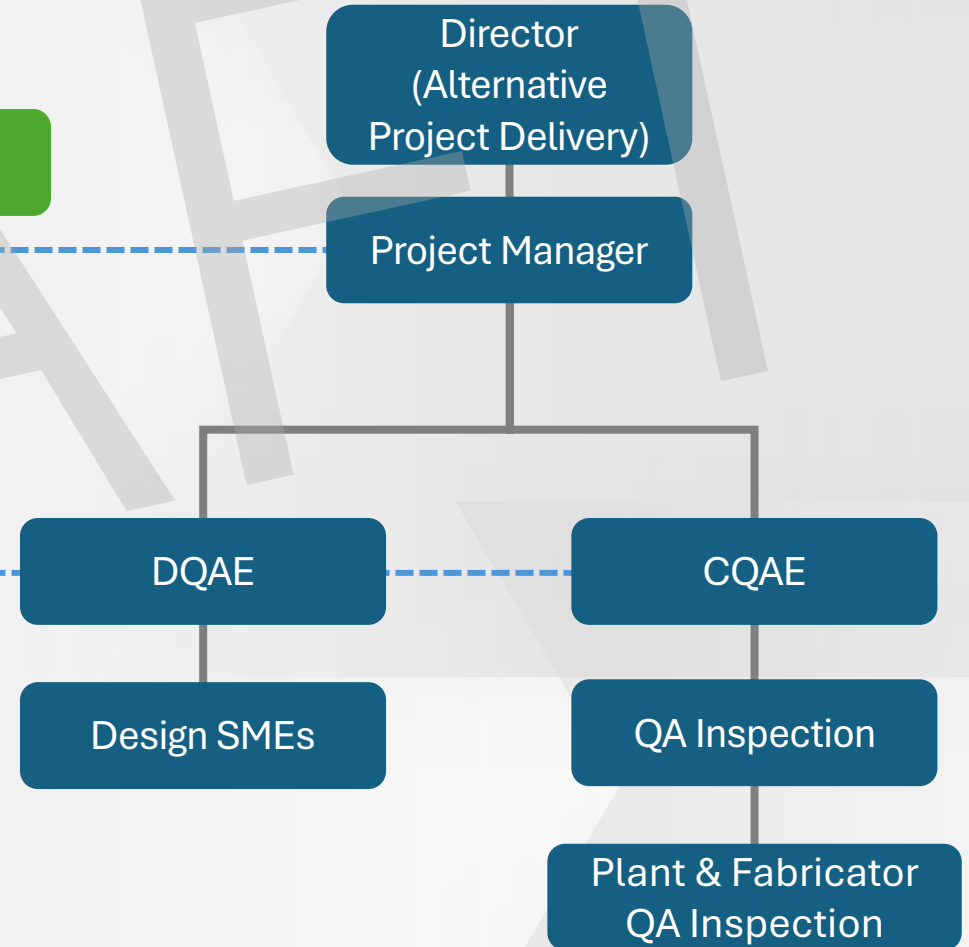 Director
(Alternative
Project Delivery)
Project Manager
DQAE
CQAE
Design SMEs
QA Inspection
Plant & Fabricator
QA Inspection